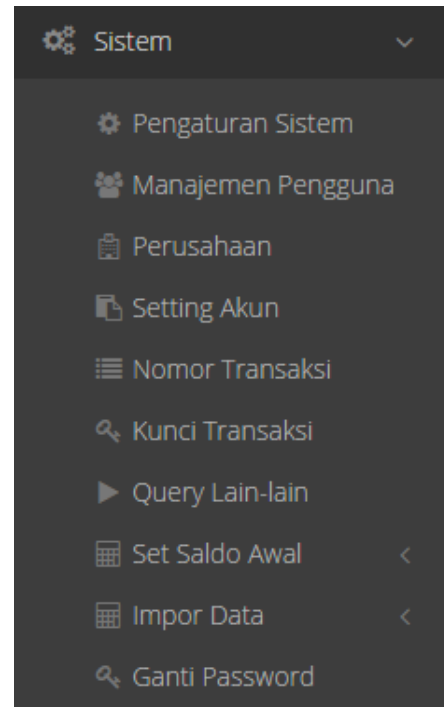 Sistem
Pengaturan Sistem
Manajemen Pengguna
Perusahaan
Setting Akun
Nomor Transaksi
Kunci Transaksi
Query Lain-lain
Set Saldo Awal
Impor Data
Ganti Password